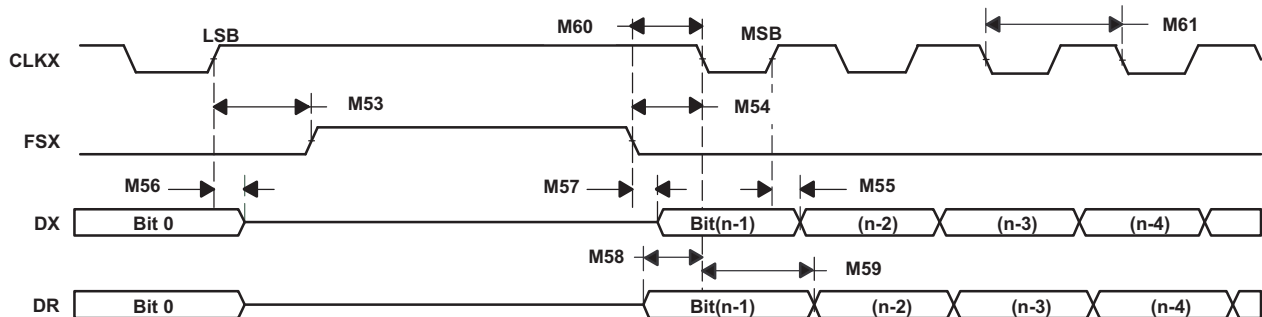 LSB M60 MSB M61
CLKX
M53 M54
FSX
M56 M57 M55
DX Bit 0 Bit(n-1) (n-2) (n-3) (n-4)
M58 M59
DR Bit 0 Bit(n-1) (n-2) (n-3) (n-4)